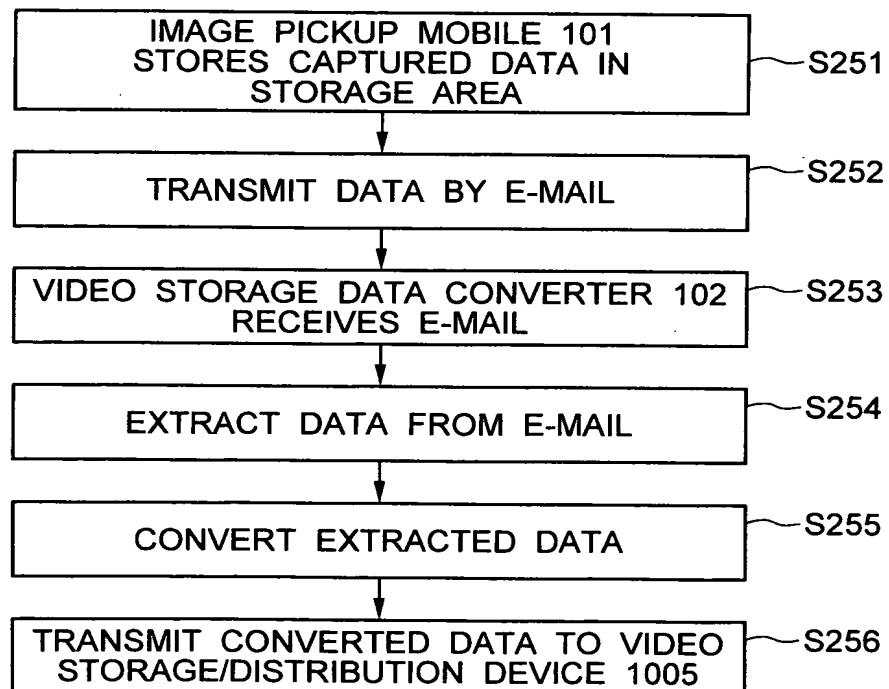 IMAGE PICKUP MOBILE 101
STORES CAPTURED DATA IN
STORAGE AREA
S251
TRANSMIT DATA BY E-MAIL
S252
VIDEO STORAGE DATA CONVERTER 102
RECEIVES E-MAIL
S253
EXTRACT DATA FROM E-MAIL
S254
CONVERT EXTRACTED DATA
S255
TRANSMIT CONVERTED DATA TO VIDEO
STORAGE/DISTRIBUTION DEVICE 1005
S256